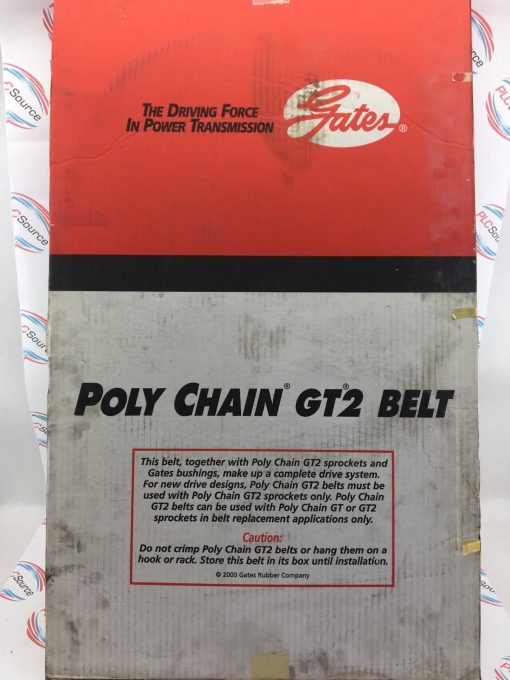 THE DRIVING FORCE
IN POWER TRANSMISSION
Gates®
POLY CHAIN® GT®2 BELT
This belt, together with Poly Chain GT2 sprockets and
Gates bushings, make up a complete drive system.
For new drive designs, Poly Chain GT2 belts must be
used with Poly Chain GT2 sprockets only. Poly Chain
GT2 belts can be used with Poly Chain GT or GT2
sprockets in belt replacement applications only.
Caution:
Do not crimp Poly Chain GT2 belts or hang them on a
hook or rack. Store this belt in its box until installation.
© 2000 Gates Rubber Company
PLCSource